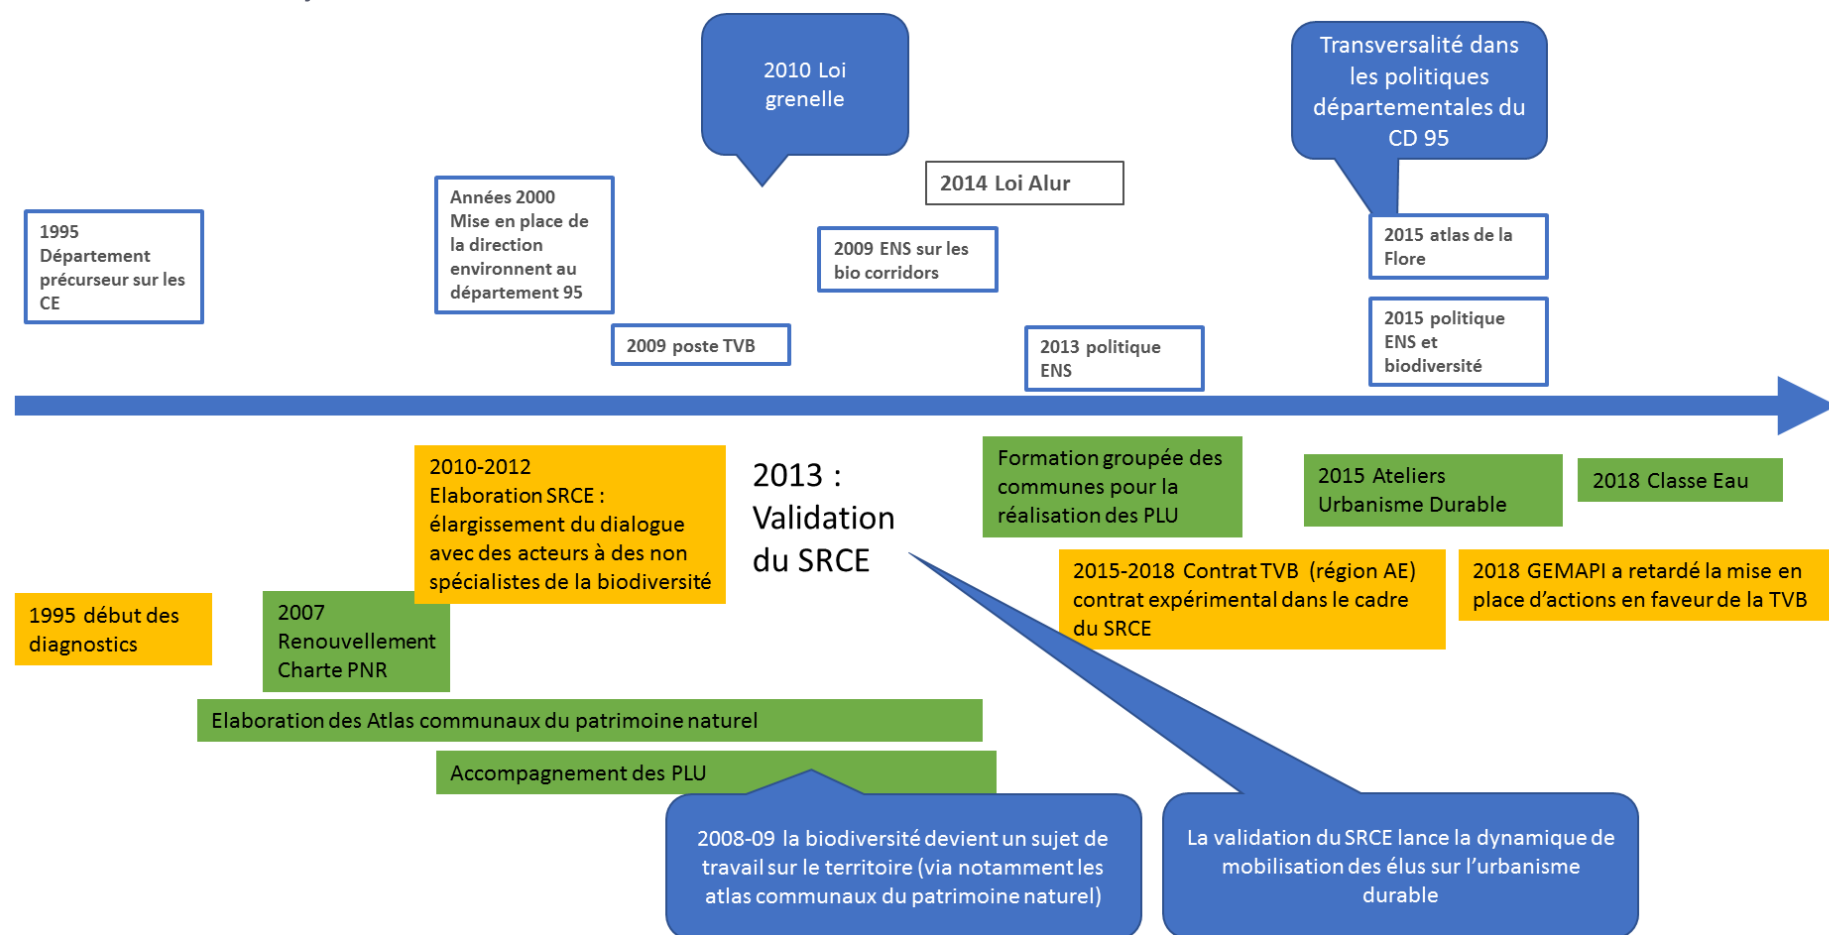 2010 Loi
grenelle
Transversalité dans
les politiques
départementales du
CD 95
2014 Loi Alur
1995
Département
précurseur sur les
CE
Années 2000
Mise en place de
la direction
environnent au
département 95
2009 ENS sur les
bio corridors
2015 atlas de la
Flore
2009 poste TVB
2013 politique
ENS
2015 politique
ENS et
biodiversité
2010-2012
Elaboration SRCE :
élargissement du dialogue
avec des acteurs à des non
spécialistes de la biodiversité
2013 :
Validation
du SRCE
Formation groupée des
communes pour la
réalisation des PLU
2015 Ateliers
Urbanisme Durable
2018 Classe Eau
1995 début des
diagnostics
2007
Renouvellement
Charte PNR
2015-2018 Contrat TVB (région AE)
contrat expérimental dans le cadre
du SRCE
2018 GEMAPI a retardé la mise en
place d’actions en faveur de la TVB
Elaboration des Atlas communaux du patrimoine naturel
Accompagnement des PLU
2008-09 la biodiversité devient un sujet de
travail sur le territoire (via notamment les
atlas communaux du patrimoine naturel)
La validation du SRCE lance la dynamique de
mobilisation des élus sur l’urbanisme
durable